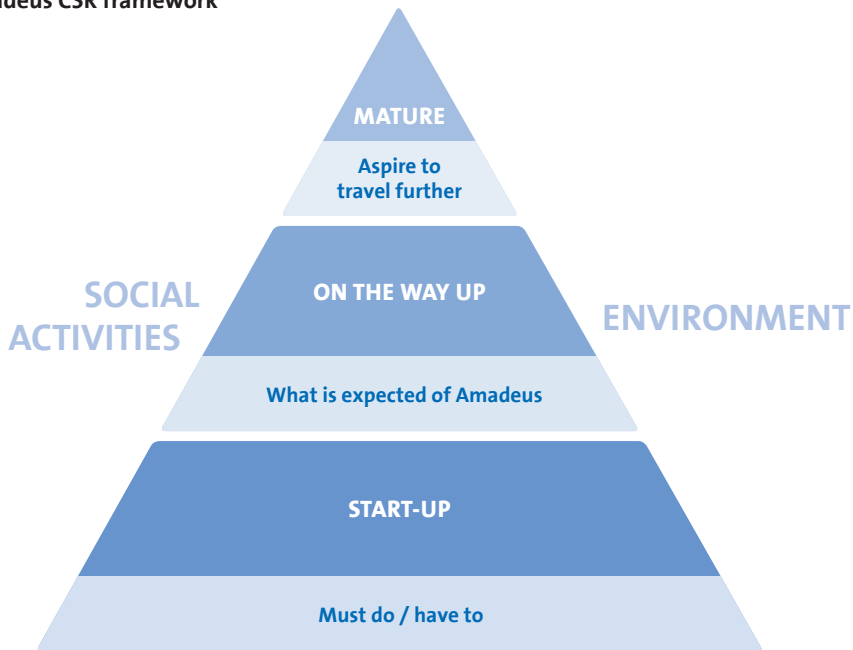 CSR framework
MATURE
Aspire to
travel further
ON THE WAY UP
SOCIAL
ACTIVITIES
ENVIRONMENT
What is expected of Amadeus
START-UP
Must do / have to